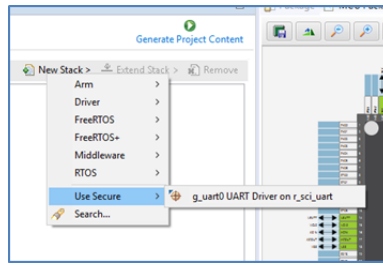 Generate Project Content
New Stack > Extend Stack > Remove
Arm >
Driver >
FreeRTOS >
FreeRTOS+ >
Middleware >
RTOS >
Use Secure > g_uart0 UART Driver on r_sci_uart
Search...